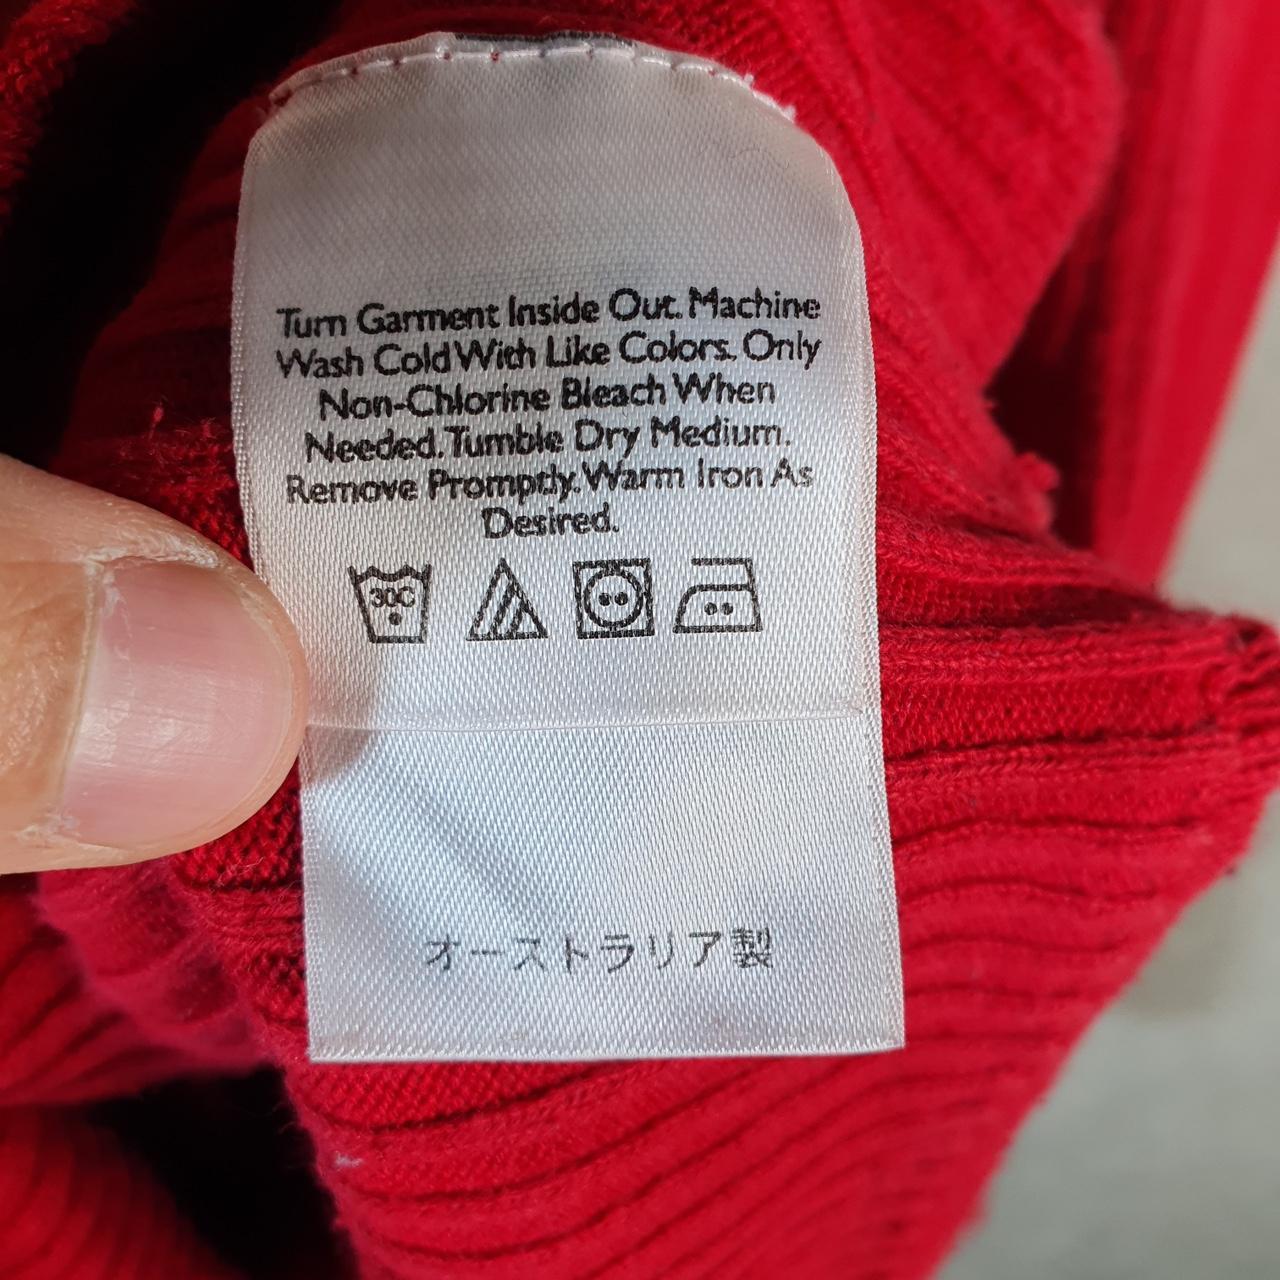 Turn Garment Inside Out. Machine
Wash Cold With Like Colors. Only
Non-Chlorine Bleach When
Needed. Tumble Dry Medium.
Remove Promptly. Warm Iron As
Desired.
30C
オーストラリア製